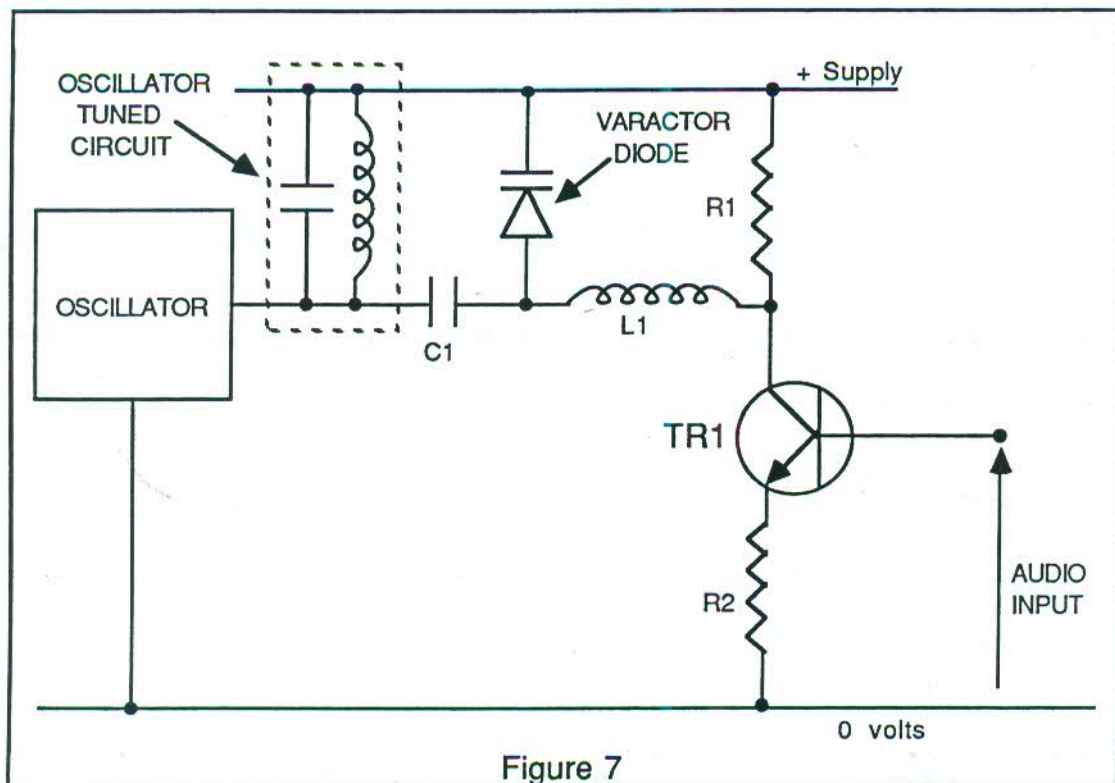 OSCILLATOR
TUNED
CIRCUIT
+ Supply
VARACTOR
DIODE
R1
OSCILLATOR
C1
L1
TR1
R2
AUDIO
INPUT
0 volts
Figure 7